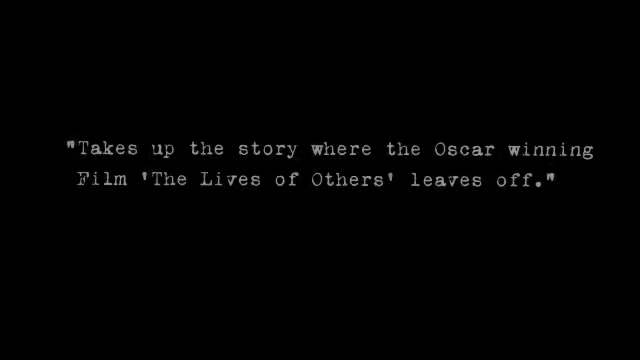 "Takes up the story where the Oscar winning
Film 'The Lives of Others' leaves off."